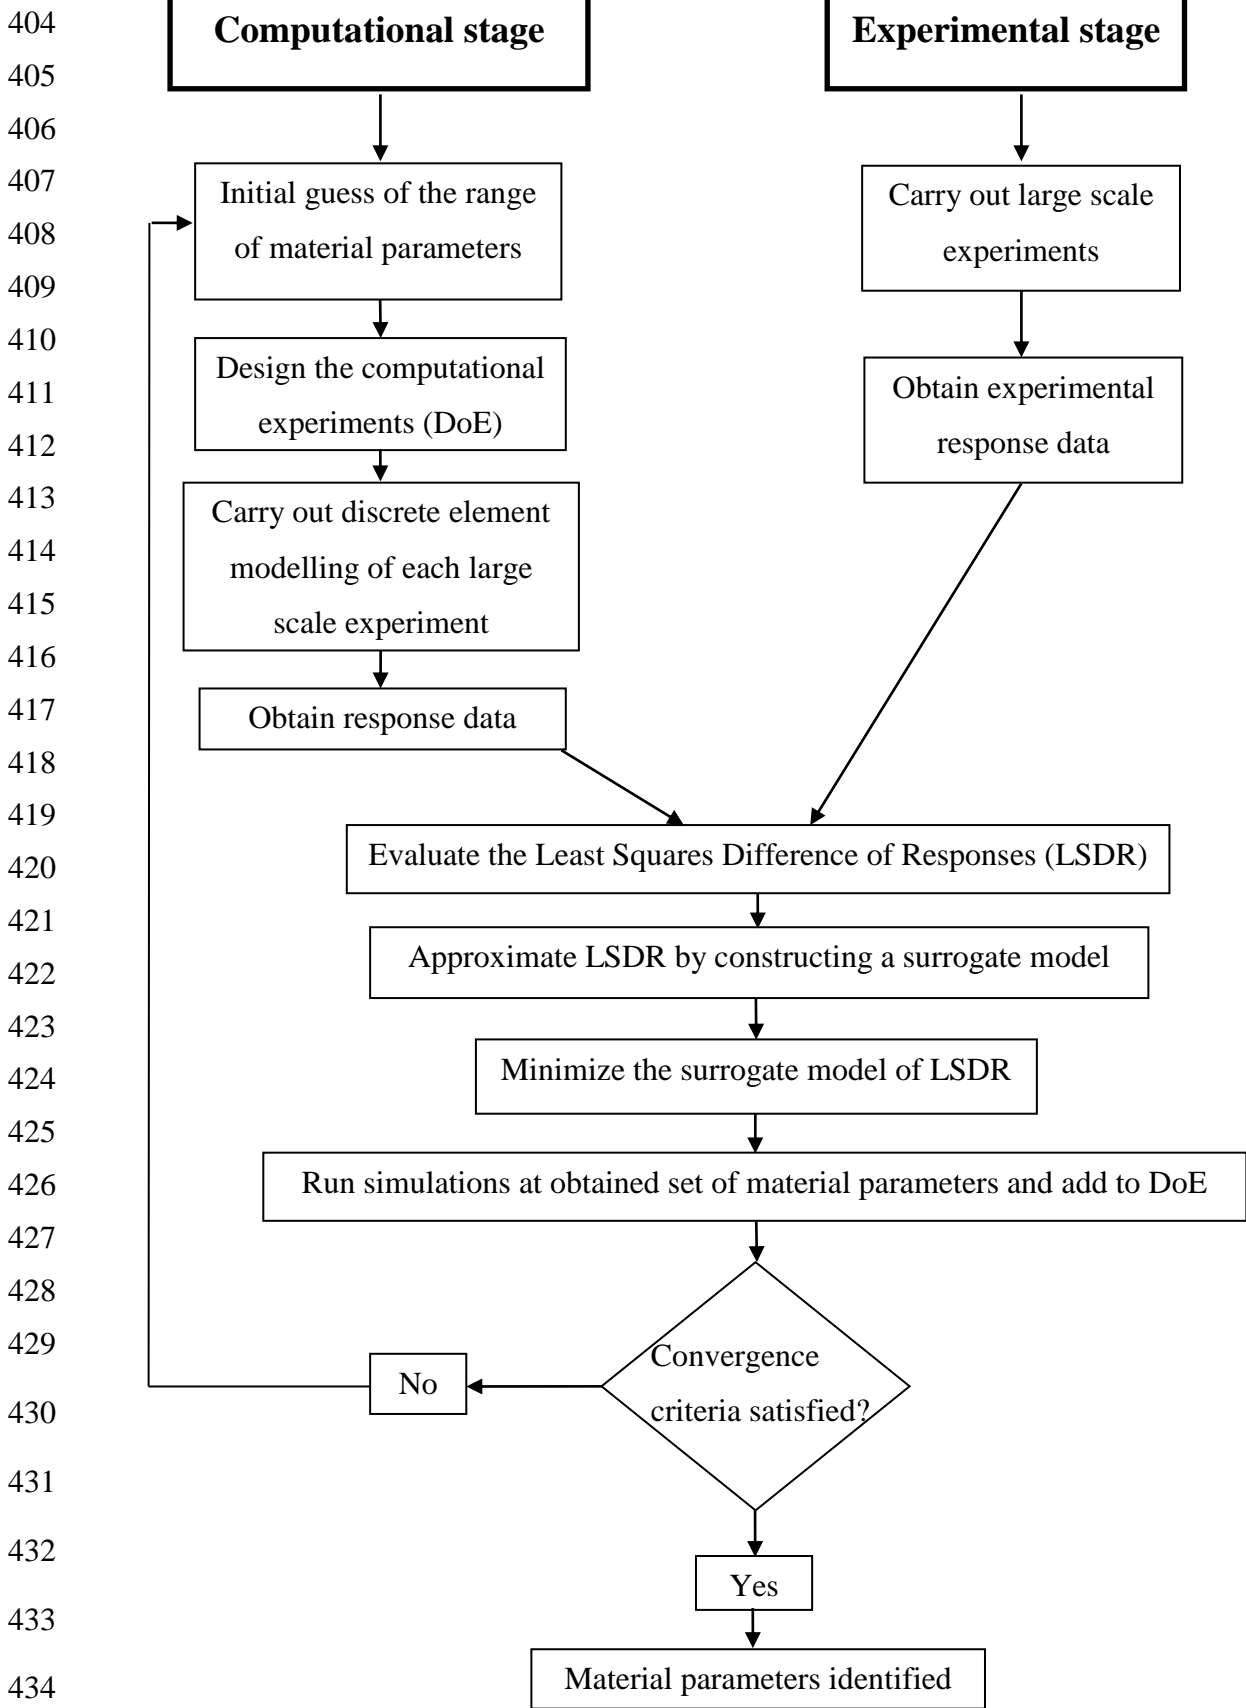 404
Computational stage
Experimental stage
405
406
407
Initial guess of the range
Carry out large scale
408
of material parameters
experiments
409
410
Design the computational
411
Obtain experimental
experiments (DoE)
412
response data
413
Carry out discrete element
414
modelling of each large
415
scale experiment
416
417
Obtain response data
418
419
Evaluate the Least Squares Difference of Responses (LSDR)
420
421
Approximate LSDR by constructing a surrogate model
422
423
Minimize the surrogate model of LSDR
424
425
Run simulations at obtained set of material parameters and add to DoE
426
427
428
429
Convergence
No
criteria satisfied?
430
431
432
Yes
433
Material parameters identified
434